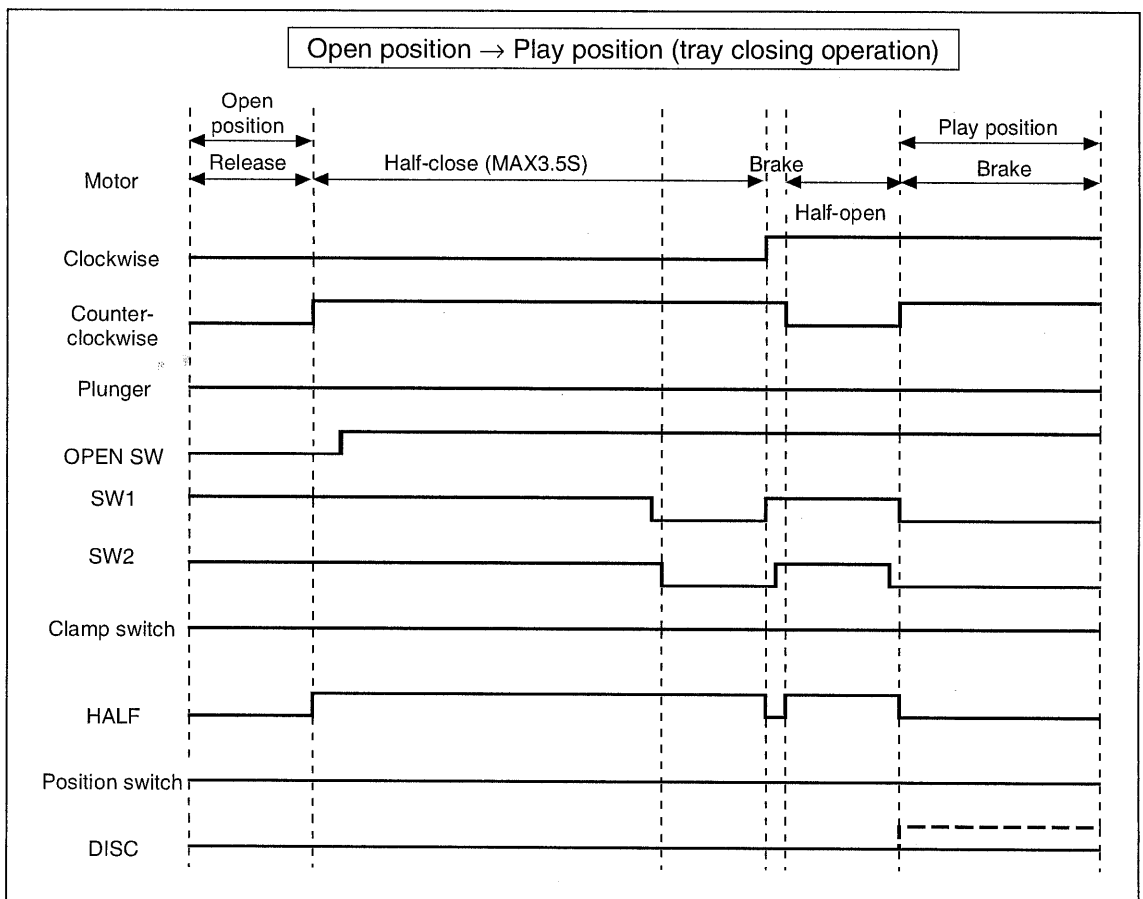 Open position → Play position (tray closing operation)
Open
position
Play position
Release
Half-close (MAX3.5S)
Brake
Brake
Motor
Half-open
Clockwise
Counter-
clockwise
Plunger
OPEN SW
SW1
SW2
Clamp switch
HALF
Position switch
DISC